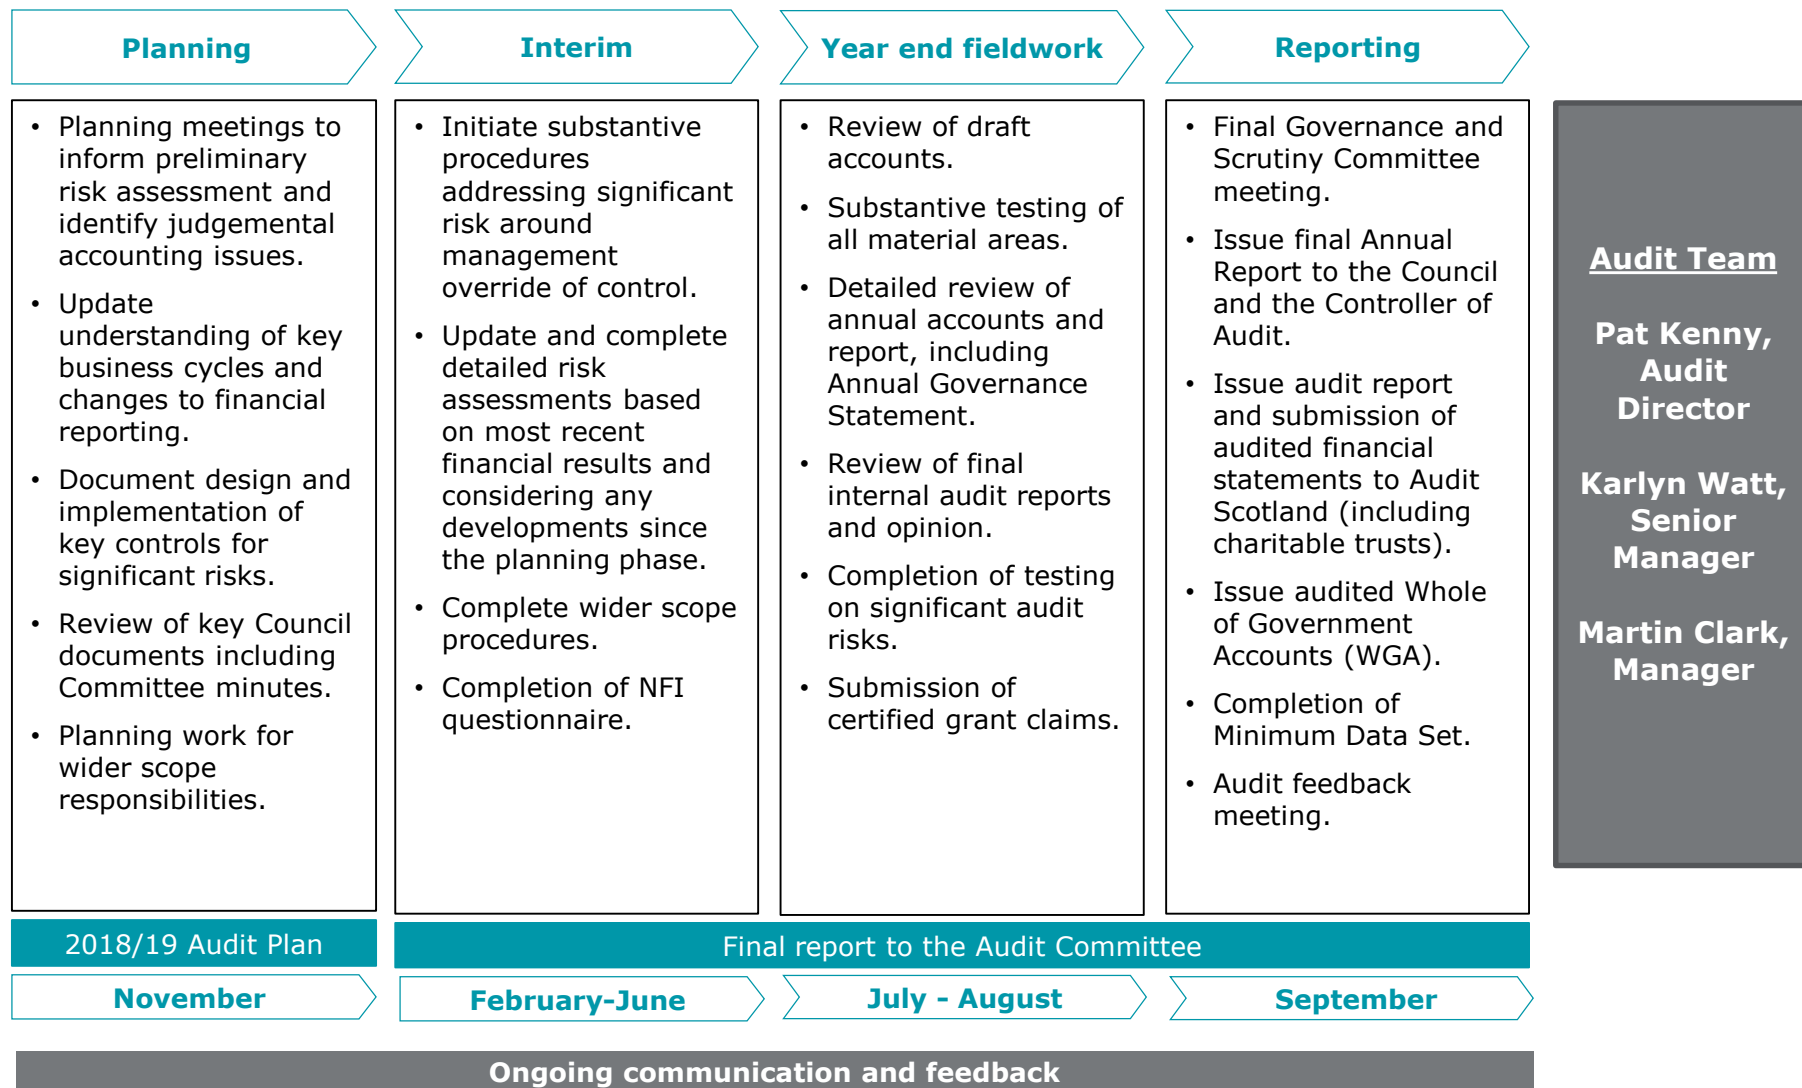 Planning
Interim
Year end fieldwork
Reporting
• Planning meetings to
inform preliminary
risk assessment and
identify judgemental
accounting issues.
• Update
understanding of key
business cycles and
changes to financial
reporting.
• Document design and
implementation of
key controls for
significant risks.
• Review of key Council
documents including
Committee minutes.
• Planning work for
wider scope
responsibilities.
• Initiate substantive
procedures
addressing significant
risk around
management
override of control.
• Update and complete
detailed risk
assessments based
on most recent
financial results and
considering any
developments since
the planning phase.
• Complete wider scope
procedures.
• Completion of NFI
questionnaire.
• Review of draft
accounts.
• Substantive testing of
all material areas.
• Detailed review of
annual accounts and
report, including
Annual Governance
Statement.
• Review of final
internal audit reports
and opinion.
• Completion of testing
on significant audit
risks.
• Submission of
certified grant claims.
• Final Governance and
Scrutiny Committee
meeting.
• Issue final Annual
Report to the Council
and the Controller of
Audit.
• Issue audit report
and submission of
audited financial
statements to Audit
Scotland (including
charitable trusts).
• Issue audited Whole
of Government
Accounts (WGA).
• Completion of
Minimum Data Set.
• Audit feedback
meeting.
Audit Team
Pat Kenny,
Audit
Director
Karlyn Watt,
Senior
Manager
Martin Clark,
Manager
2018/19 Audit Plan
Final report to the Audit Committee
November
February-June
July - August
September
Ongoing communication and feedback